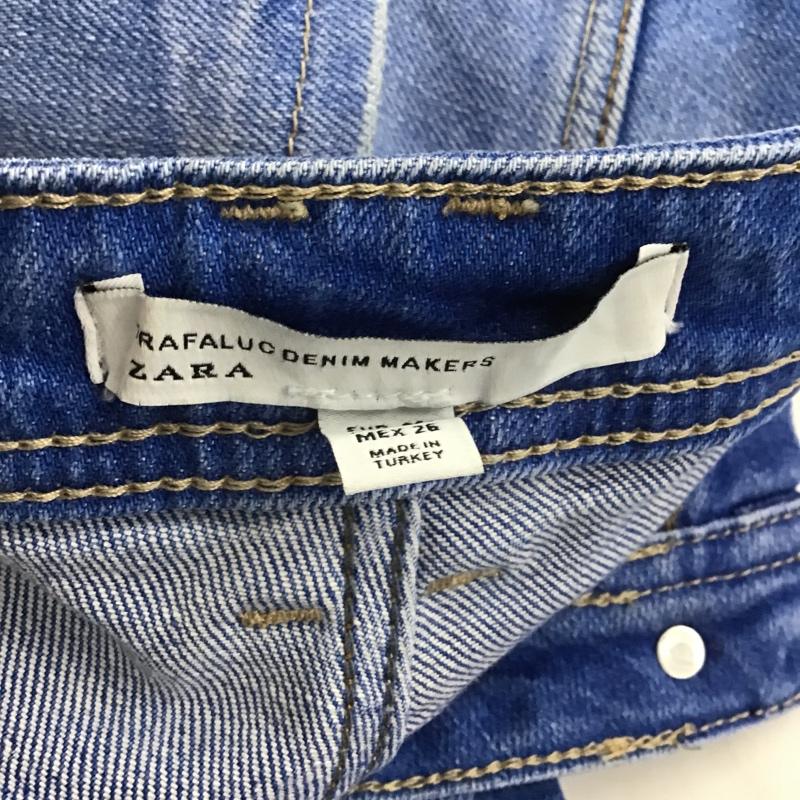 TRAFALUC DENIM MAKERS
ZARA
MEX 26
MADE IN
TURKEY